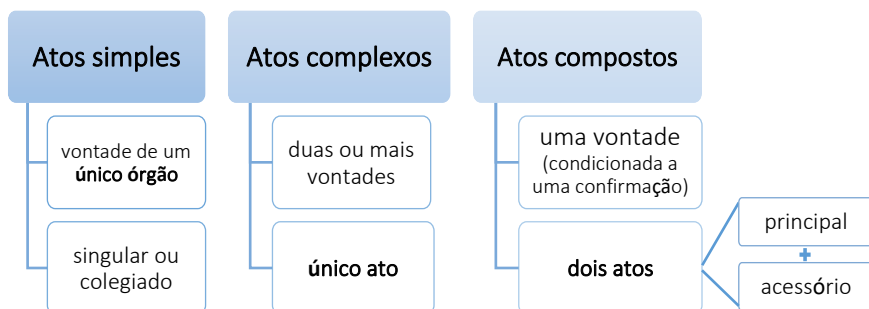 Atos simples
vontade de um
único órgão
singular ou
colegiado
Atos complexos
duas ou mais
vontades
único ato
Atos compostos
uma vontade
(condicionada a
uma confirmação)
dois atos
principal
+
acessório